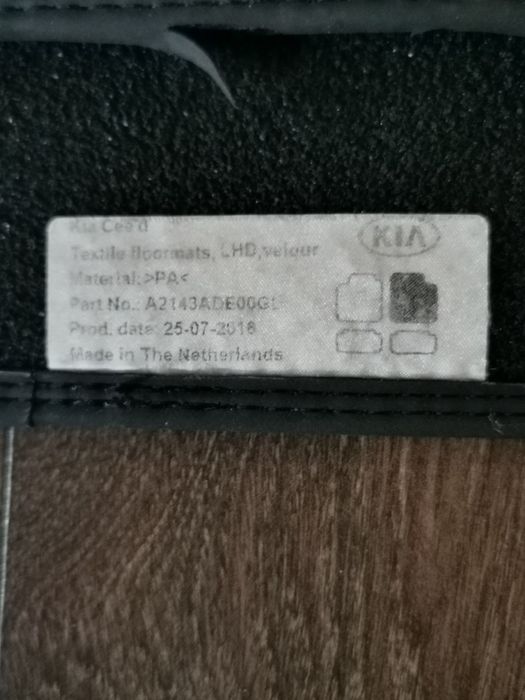 Kia Cee'd
KIA
Textile floormats, LHD,velour
Material: >PA<
Part No.: A2143ADE00GL
Prod. date: 25-07-2018
Made in The Netherlands